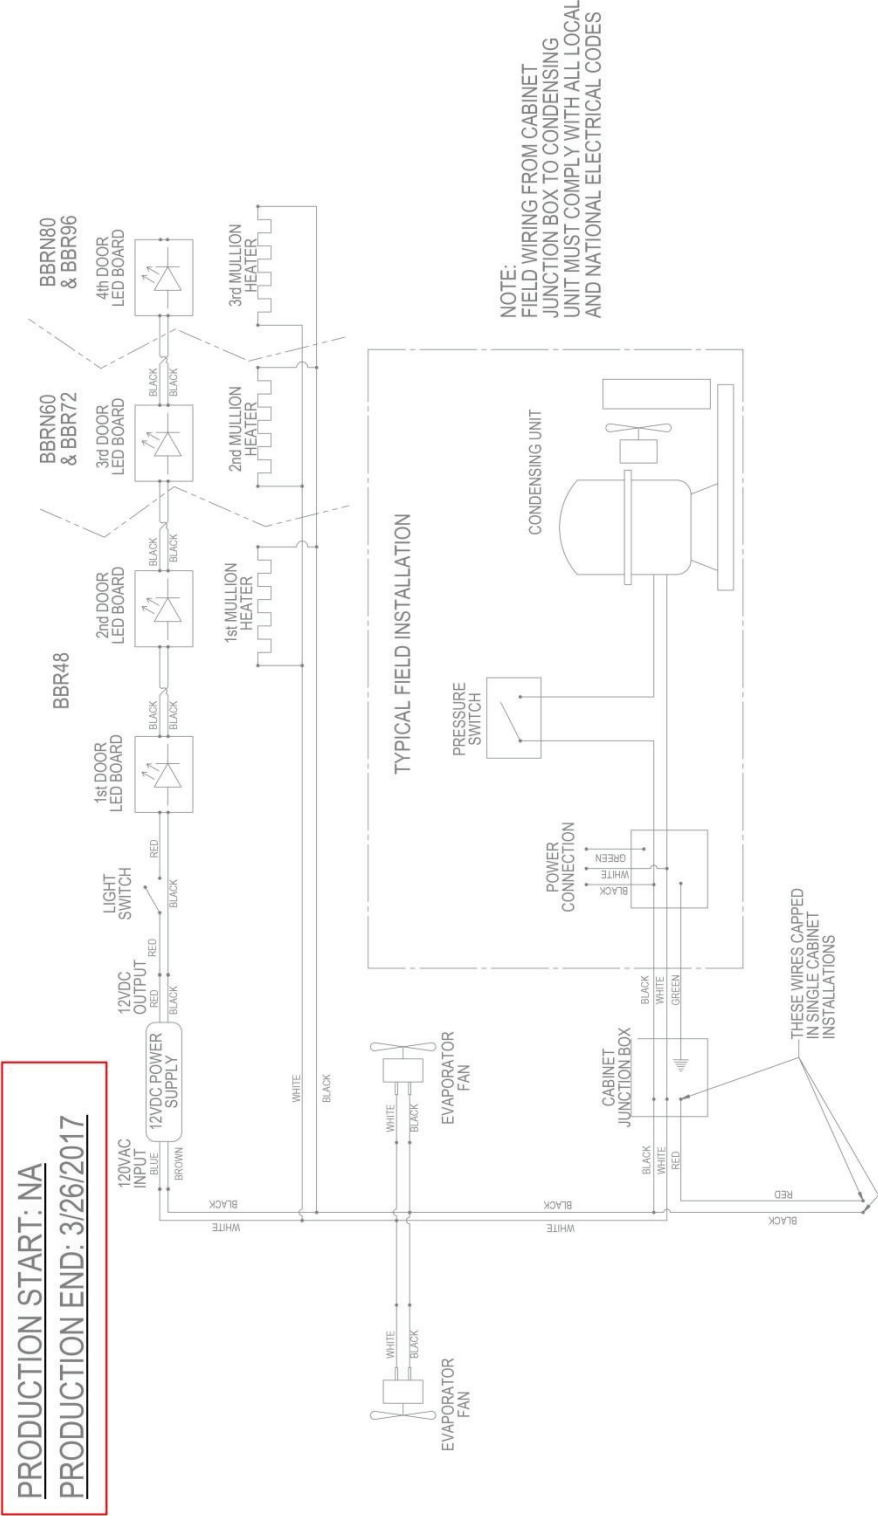 PRODUCTION START: NA
PRODUCTION END: 3/26/2017
BBR48
BBRN60
& BBR72
BBRN80
& BBR96
120VAC
INPUT
BLUE
BROWN
12VDC POWER
SUPPLY
12VDC
OUTPUT
RED
BLACK
RED
LIGHT
SWITCH
BLACK
RED
1st DOOR
LED BOARD
BLACK
BLACK
2nd DOOR
LED BOARD
BLACK
BLACK
3rd DOOR
LED BOARD
BLACK
BLACK
4th DOOR
LED BOARD
1st MULLION
HEATER
2nd MULLION
HEATER
3rd MULLION
HEATER
BLACK
WHITE
WHITE
BLACK
EVAPORATOR
FAN
WHITE
BLACK
WHITE
BLACK
EVAPORATOR
FAN
BLACK
WHITE
TYPICAL FIELD INSTALLATION
PRESSURE
SWITCH
CONDENSING UNIT
POWER
CONNECTION
BLACK
WHITE
GREEN
CABINET
JUNCTION BOX
BLACK
WHITE
RED
BLACK
WHITE
GREEN
RED
BLACK
THESE WIRES CAPPED
IN SINGLE CABINET
INSTALLATIONS
NOTE:
FIELD WIRING FROM CABINET
JUNCTION BOX TO CONDENSING
UNIT MUST COMPLY WITH ALL LOCAL
AND NATIONAL ELECTRICAL CODES